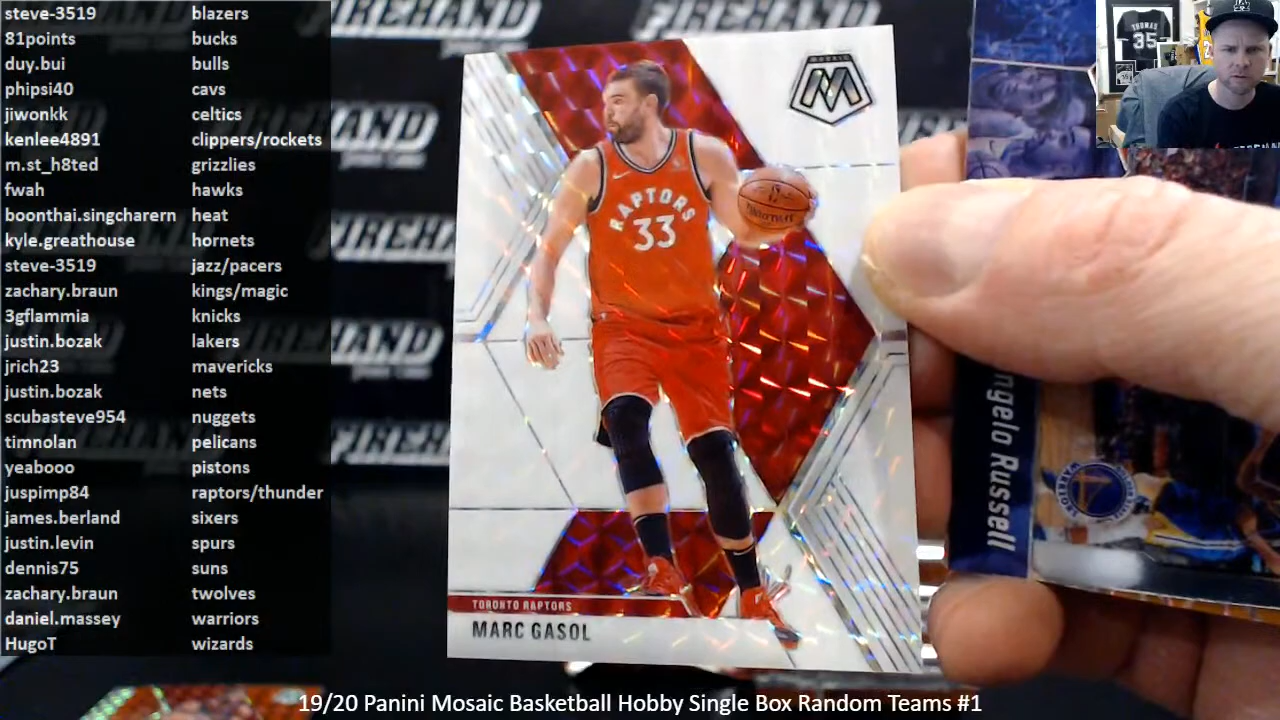 steve-3519 blazers
81points bucks
duy.bui bulls
phipsi40 cavs
jiwonkk celtics
kenlee4891 clippers/rockets
m.st_h8ted grizzlies
fwah hawks
boonthai.singcharern heat
kyle.greathouse hornets
steve-3519 jazz/pacers
zachary.braun kings/magic
3gflammia knicks
justin.bozak lakers
jrich23 mavericks
justin.bozak nets
scubasteve954 nuggets
timnolan pelicans
yeabooo pistons
juspimp84 raptors/thunder
james.berland sixers
justin.levin spurs
dennis75 suns
zachary.braun twolves
daniel.massey warriors
HugoT wizards
MOSAIC
M
RAPTORS
33
TORONTO RAPTORS
MARC GASOL
ngelo Russell
THOMAS
35
LA
FIREHAND
19/20 Panini Mosaic Basketball Hobby Single Box Random Teams #1